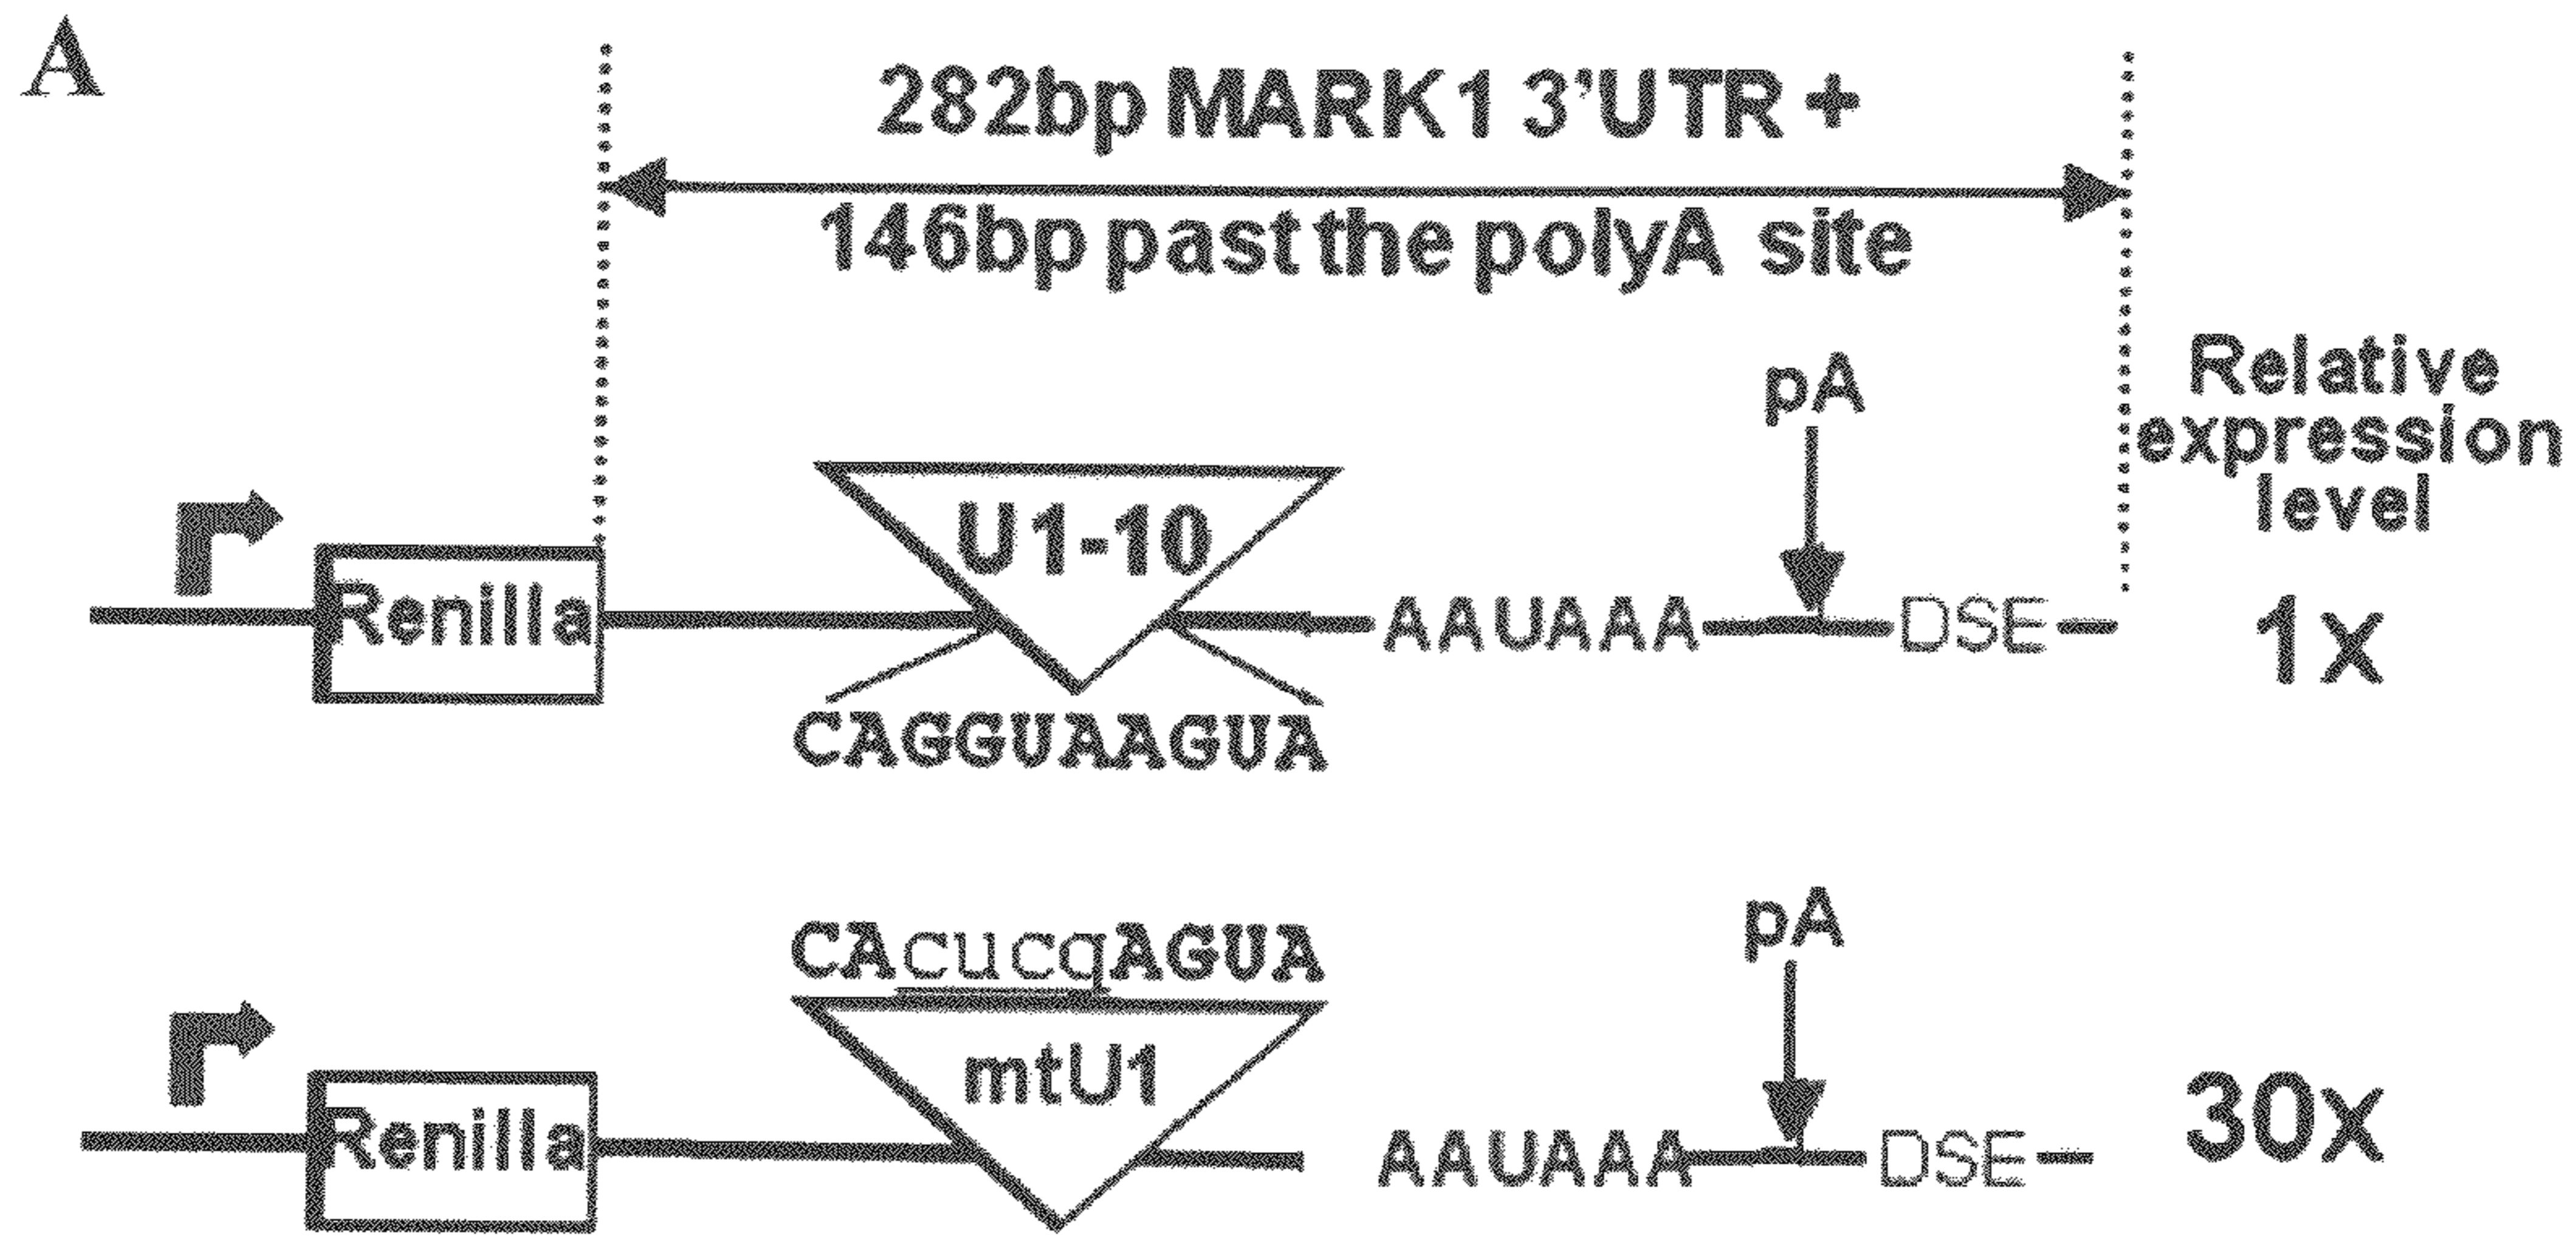 A
282bp MARK1 3'UTR +
146bp past the polyA site
Relative
expression
level
pA
U1-10
Renilla
AAUAAA
DSE
1x
CAGGUAAGUA
CAcucgAGUA
pA
mtU1
Renilla
AAUAAA
DSE
30x